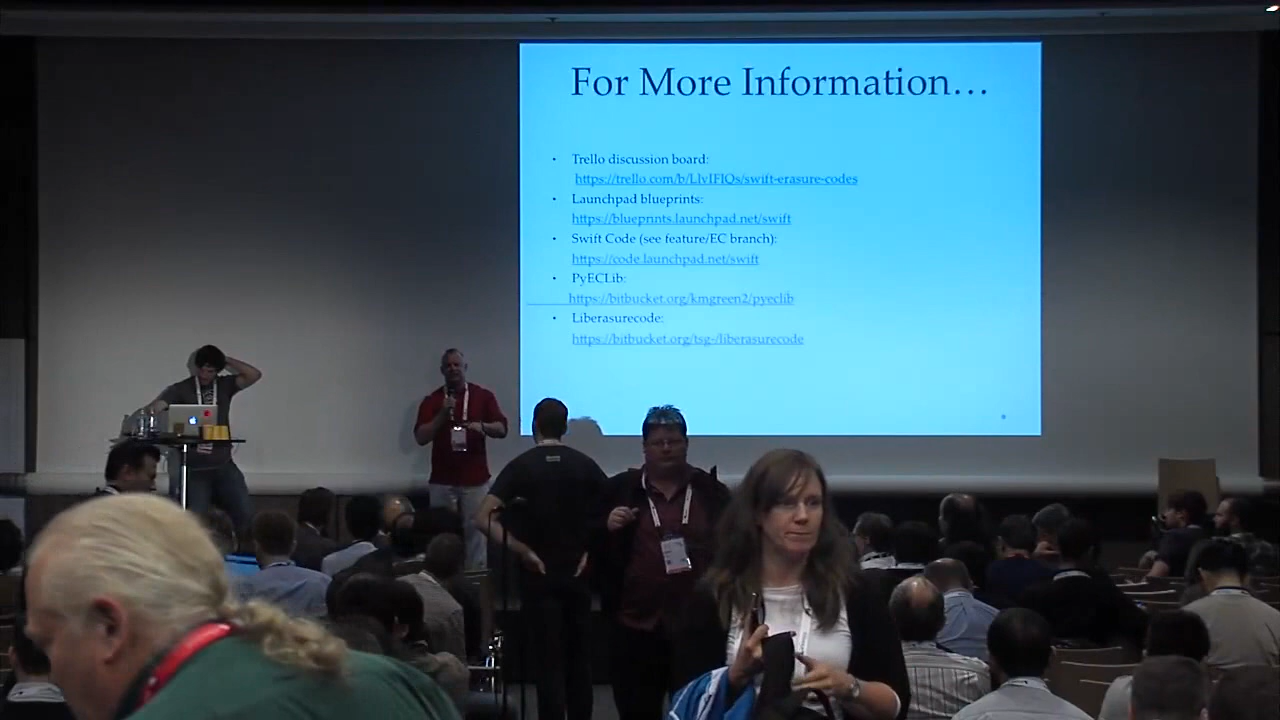 For More Information…
• Trello discussion board:
https://trello.com/b/LlvIFIQs/swift-erasure-codes
• Launchpad blueprints:
https://blueprints.launchpad.net/swift
• Swift Code (see feature/EC branch):
https://code.launchpad.net/swift
• PyECLib:
https://bitbucket.org/kmgreen2/pyeclib
• Liberasurecode:
https://bitbucket.org/tsg-/liberasurecode